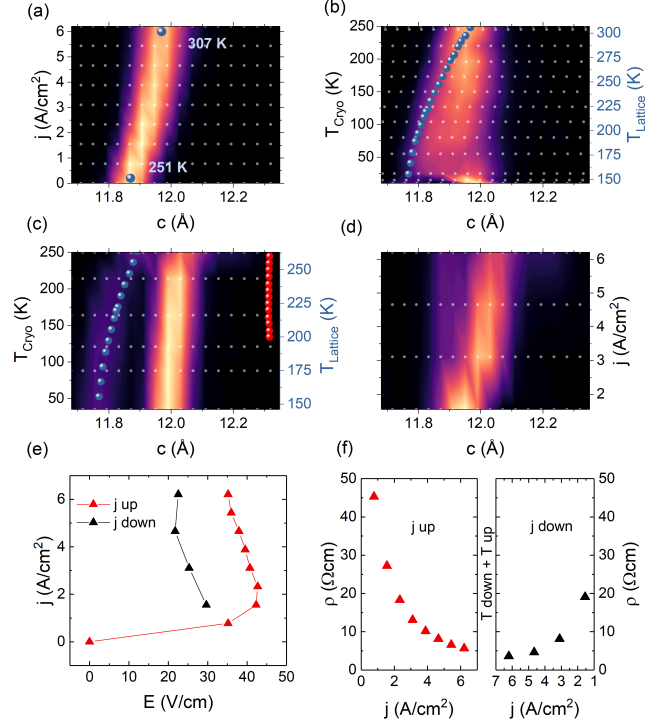 (a)
6
5
4
3
2
1
0
j (A/cm²)
307 K
251 K
11.8
12.0
12.2
c (Å)
(b)
250
200
150
100
50
T_Cryo (K)
300
275
250
225
200
175
150
T_Lattice (K)
11.8
12.0
12.2
c (Å)
(c)
250
200
150
100
50
T_Cryo (K)
250
225
200
175
150
T_Lattice (K)
11.8
12.0
12.2
c (Å)
(d)
6
5
4
3
2
j (A/cm²)
11.8
12.0
12.2
c (Å)
(e)
6
4
2
0
j (A/cm²)
j up
j down
0
10
20
30
40
50
E (V/cm)
(f)
50
40
30
20
10
0
ρ (Ωcm)
j up
0
2
4
6
j (A/cm²)
T down + T up
j down
7
6
5
4
3
2
1
j (A/cm²)
50
40
30
20
10
0
ρ (Ωcm)